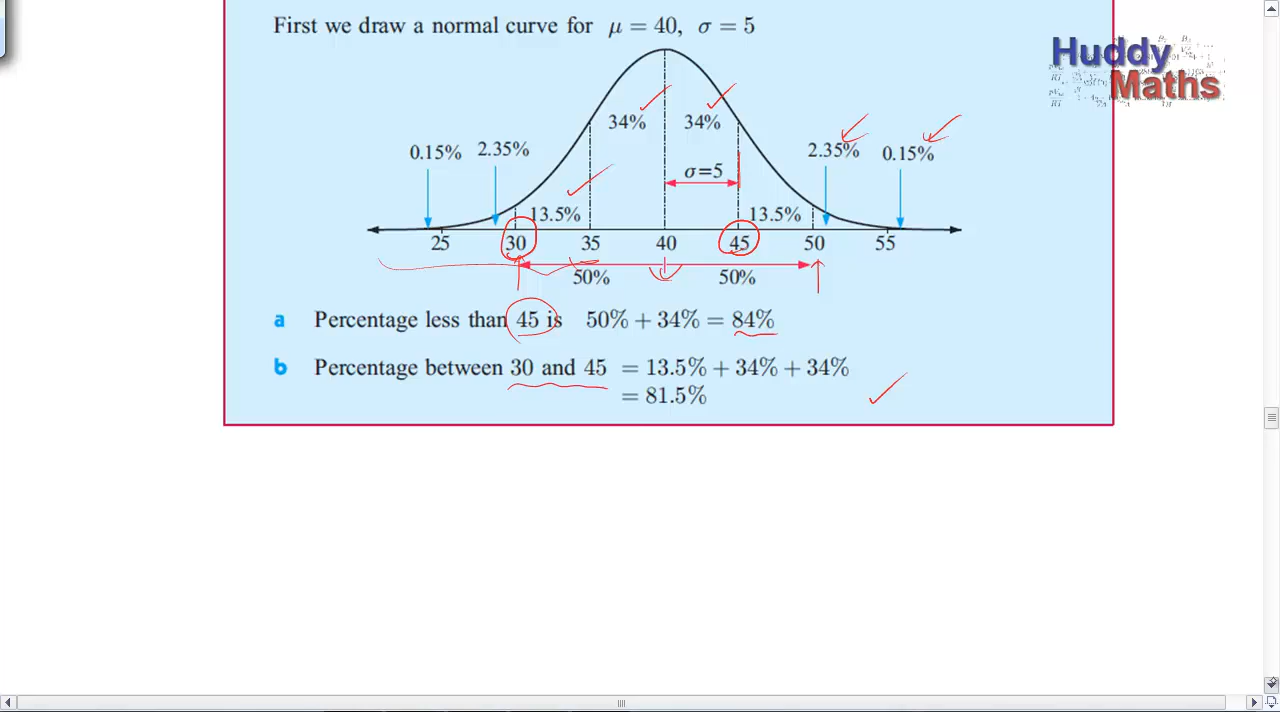 First we draw a normal curve for μ = 40, σ = 5
Huddy
Maths
34% 34%
0.15% 2.35% 2.35% 0.15%
σ=5
13.5% 13.5%
25 30 35 40 45 50 55
50% 50%
a Percentage less than 45 is 50% + 34% = 84%
b Percentage between 30 and 45 = 13.5% + 34% + 34%
= 81.5%